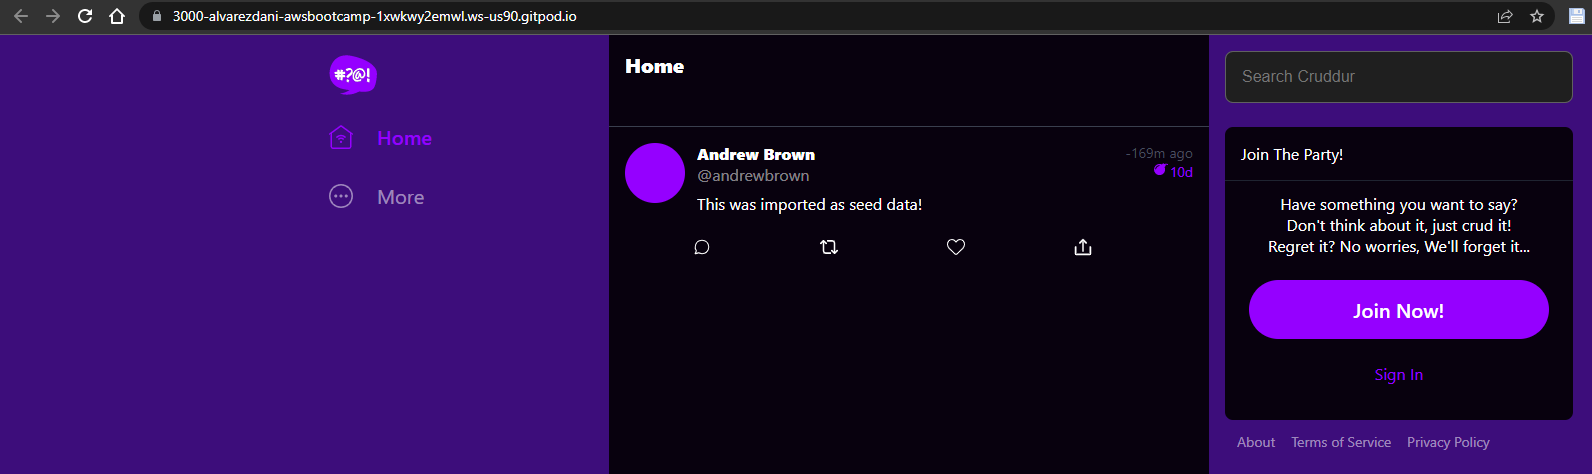 3000-alvarezdani-awsbootcamp-1xwkwy2emwl.ws-us90.gitpod.io
#?@!
Home
More
Home
Andrew Brown
-169m ago
@andrewbrown
10d
This was imported as seed data!
Search Cruddur
Join The Party!
Have something you want to say?
Don't think about it, just crud it!
Regret it? No worries, We'll forget it...
Join Now!
Sign In
About Terms of Service Privacy Policy